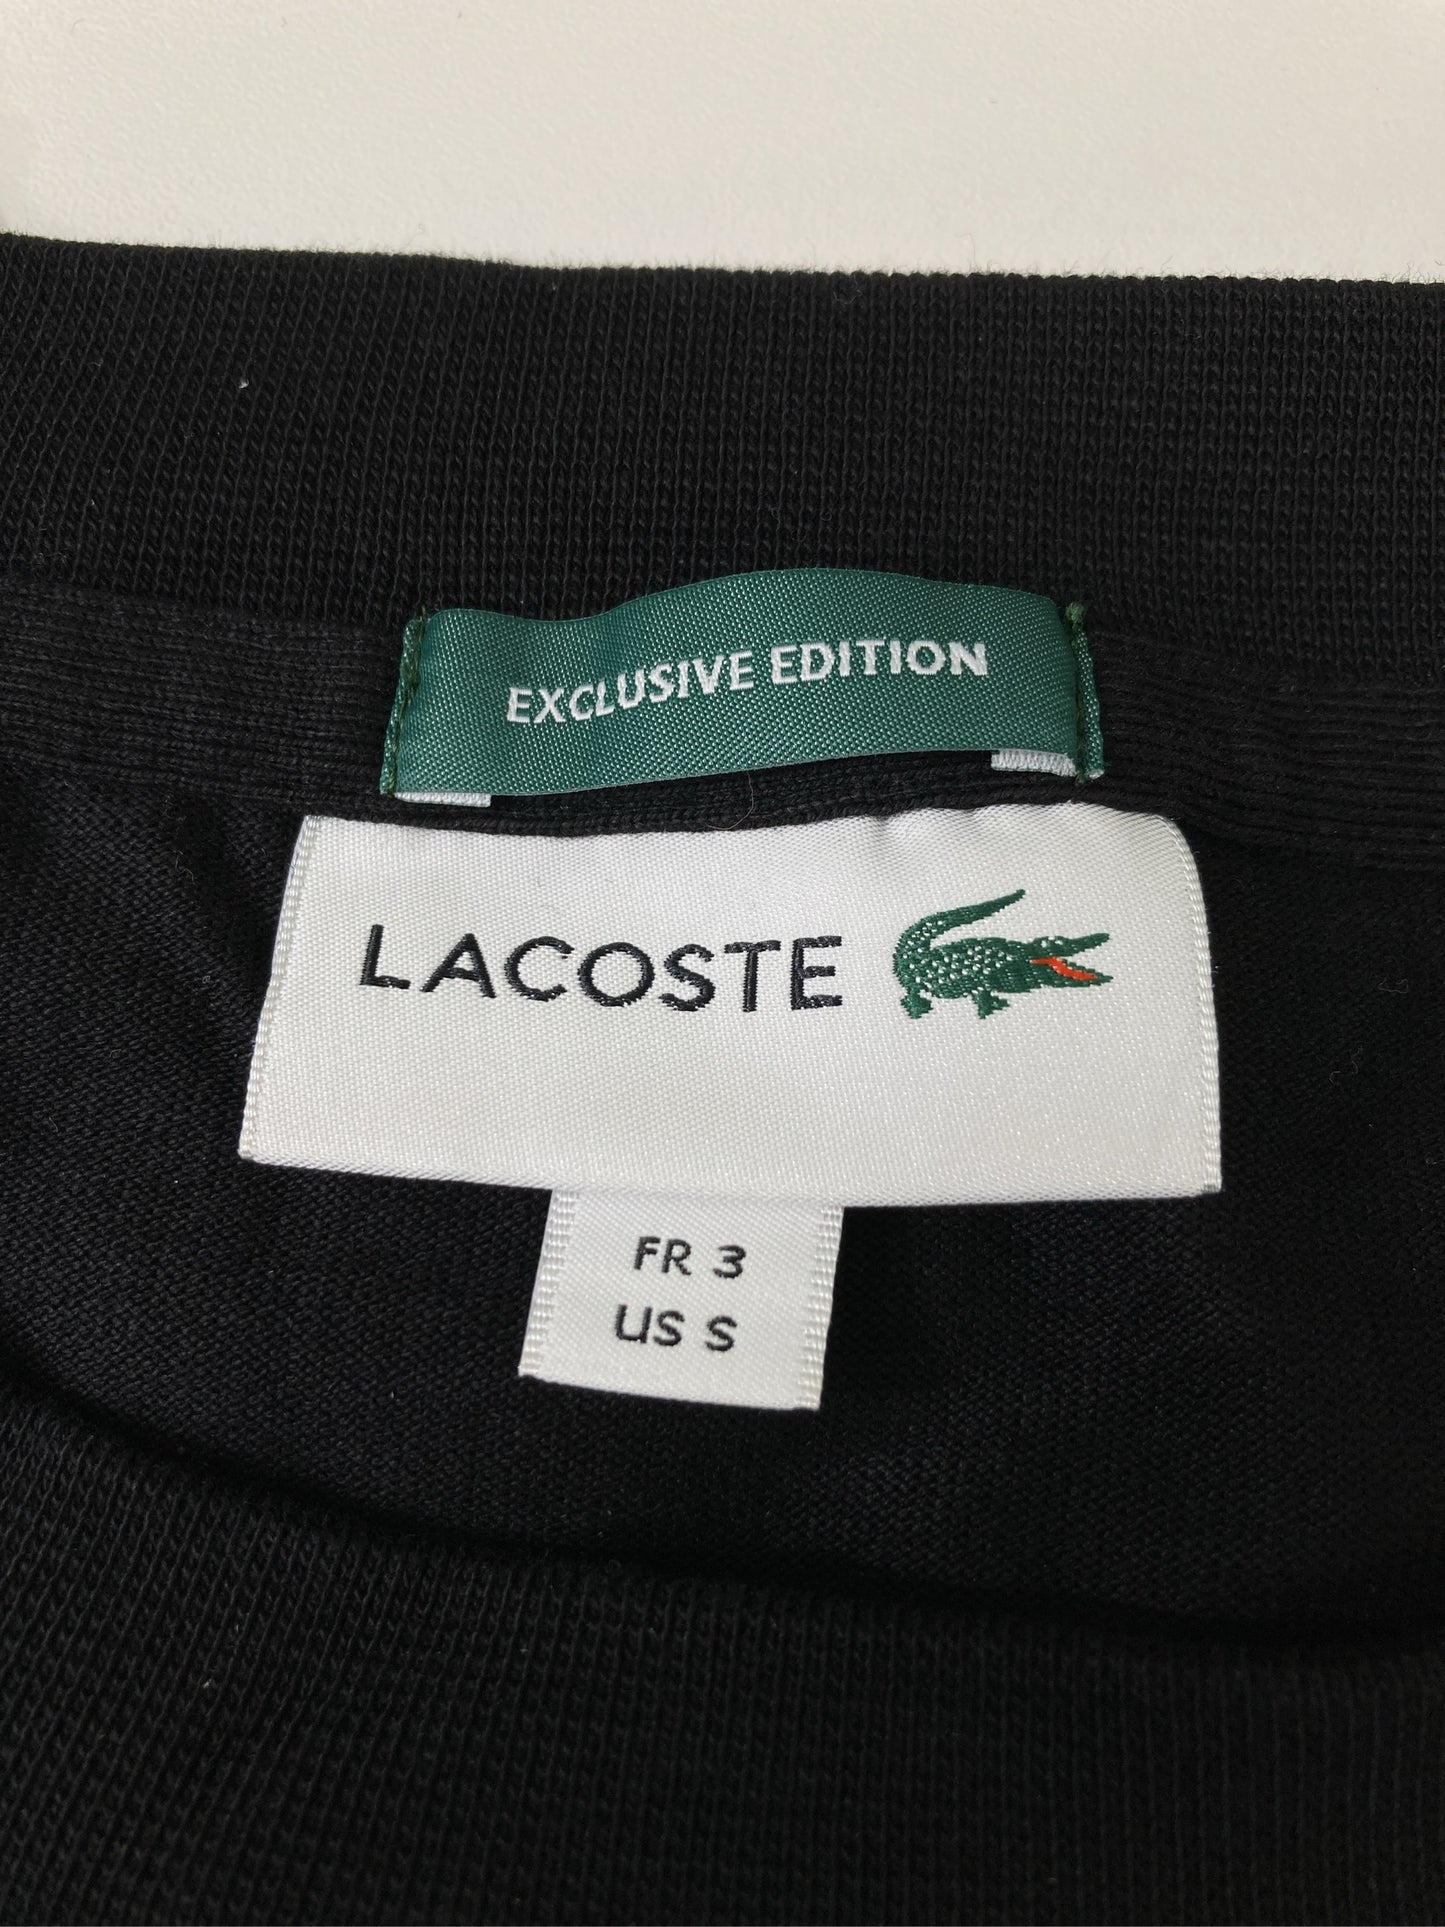 EXCLUSIVE EDITION
LACOSTE
FR 3
US S